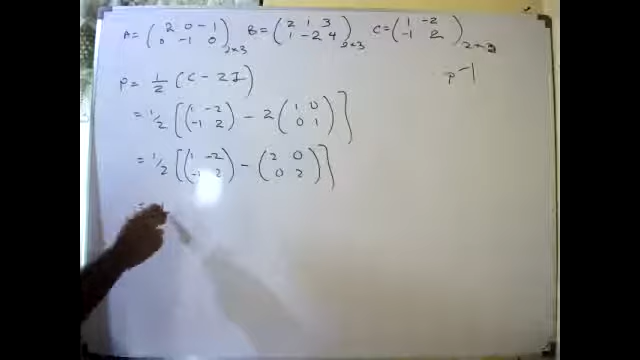 A = ( 2 0 -1 ; 0 -1 0 )2×3 B = ( 2 1 3 ; 1 -2 4 )2×3 C = ( 1 -2 ; -1 2 )2×2
P = 1/2 ( C - 2I ) P^-1
= 1/2 [ ( 1 -2 ; -1 2 ) - 2 ( 1 0 ; 0 1 ) ]
= 1/2 [ ( 1 -2 ; -1 2 ) - ( 2 0 ; 0 2 ) ]
=